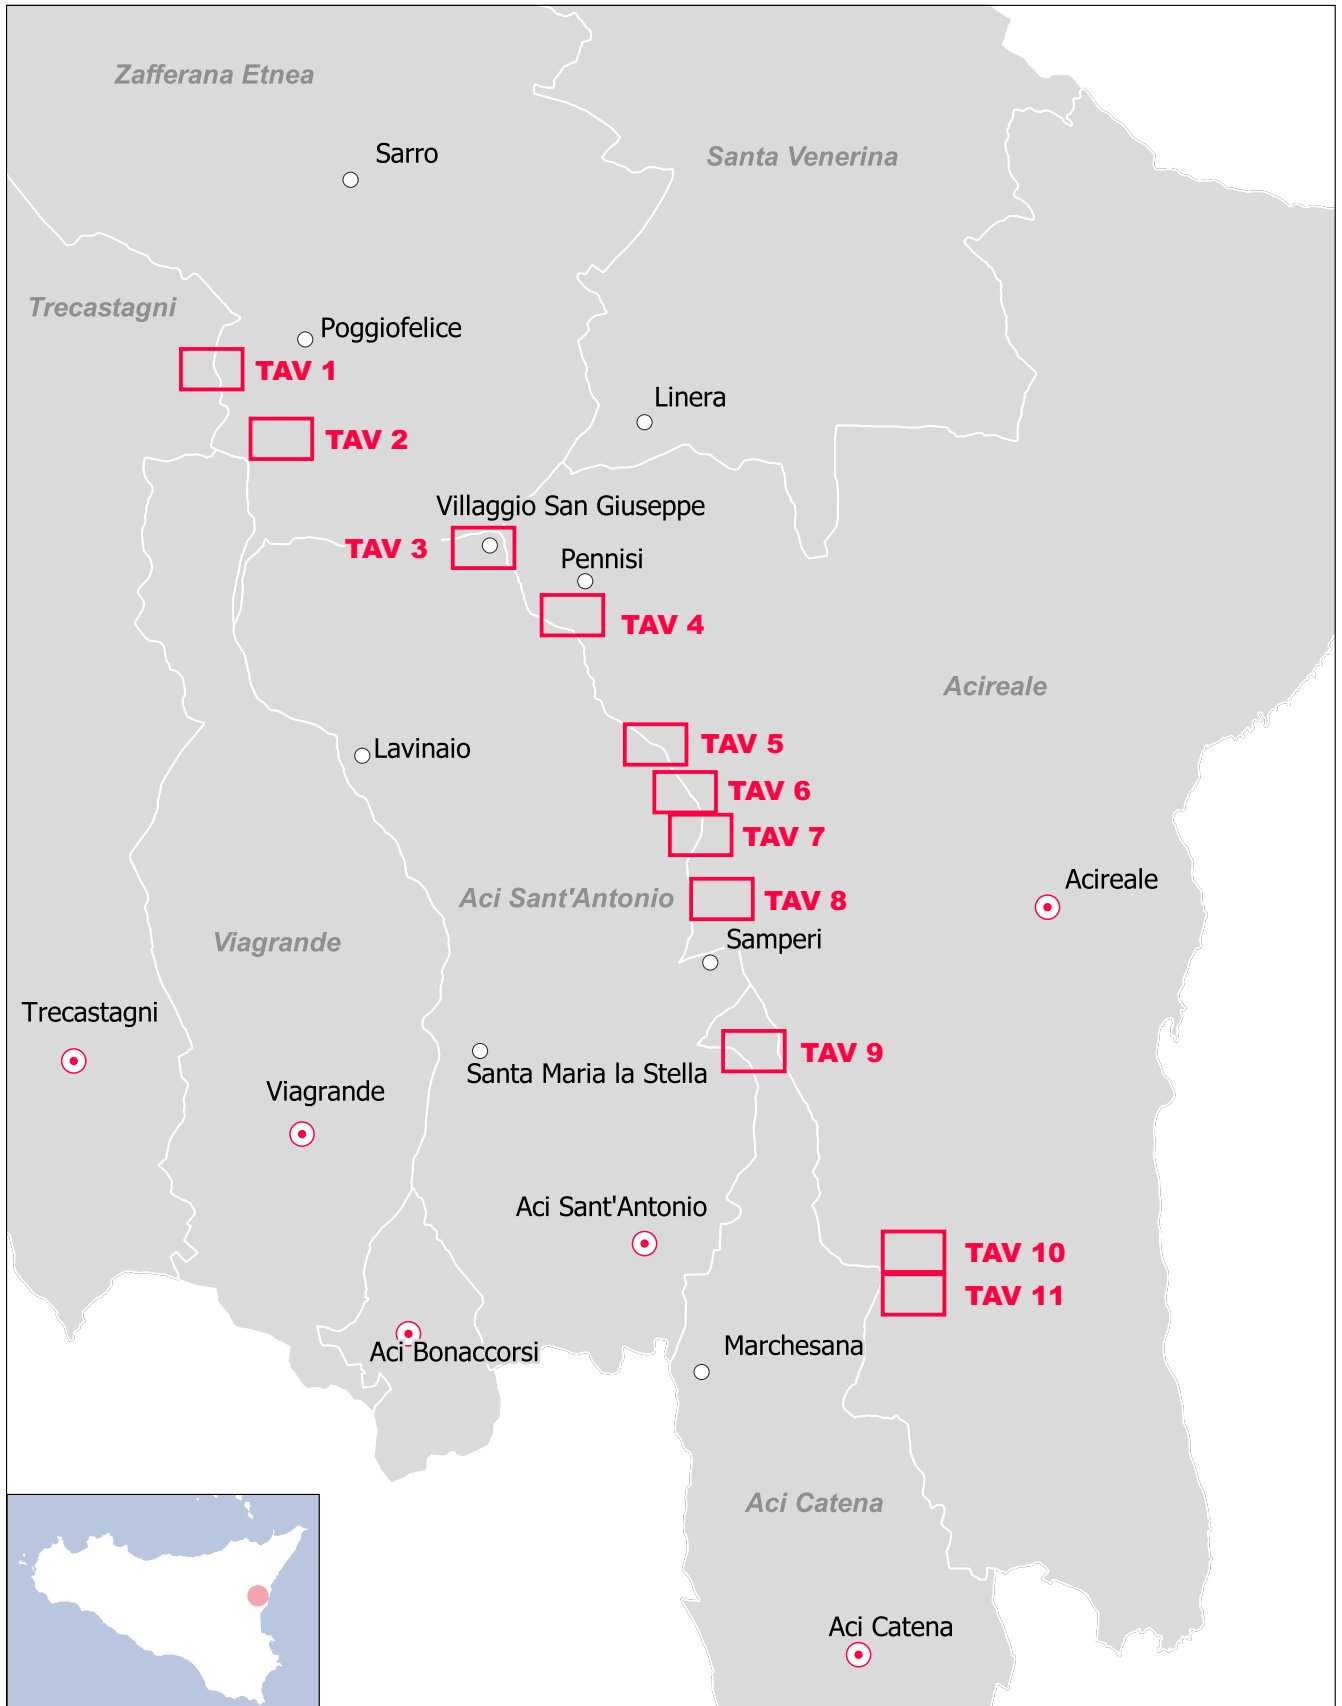 Zafferana Etnea
Sarro
Santa Venerina
Trecastagni
Poggiofelice
TAV 1
Linera
TAV 2
Villaggio San Giuseppe
TAV 3
Pennisi
TAV 4
Acireale
TAV 5
Lavinaio
TAV 6
TAV 7
Acireale
Aci Sant'Antonio
TAV 8
Viagrande
Samperi
Trecastagni
TAV 9
Santa Maria la Stella
Viagrande
Aci Sant'Antonio
TAV 10
TAV 11
Marchesana
Aci Bonaccorsi
Aci Catena
Aci Catena